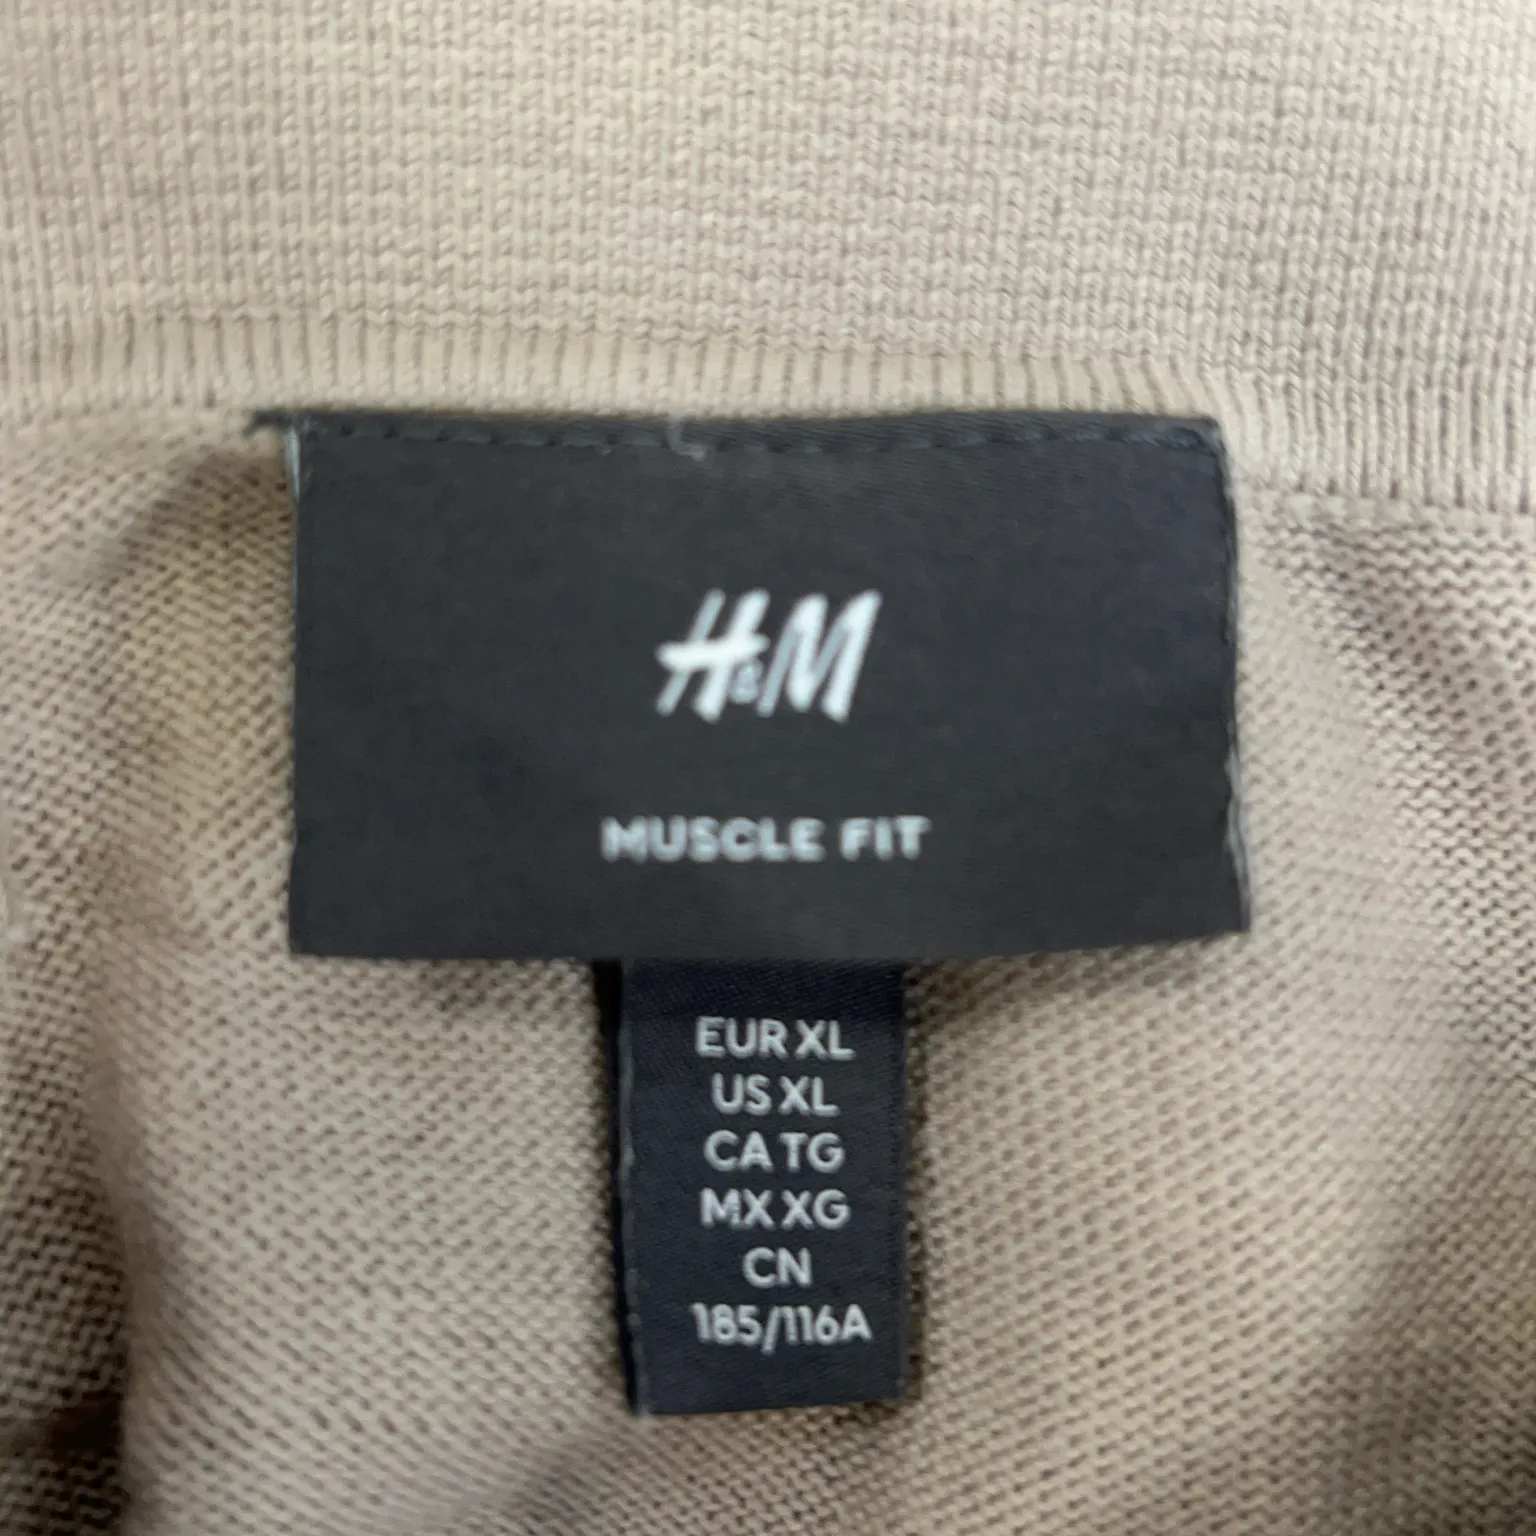 H&M
MUSCLE FIT
EUR XL
US XL
CA TG
MX XG
CN
185/116A